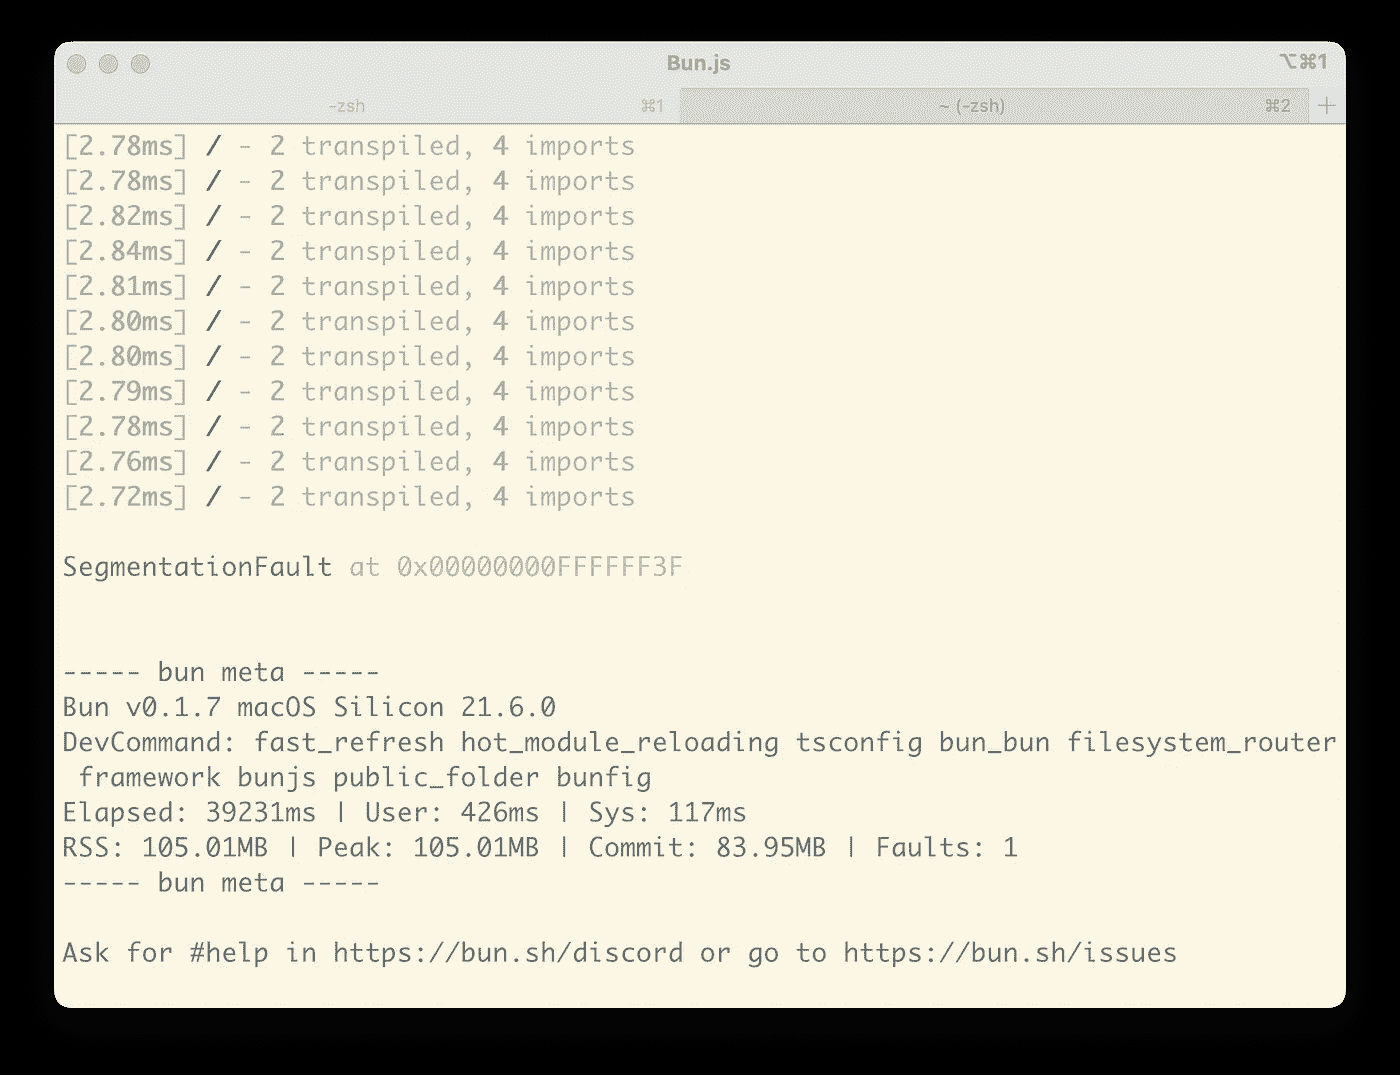 Bun.js
⌥⌘1
-zsh ⌘1
~ (-zsh) ⌘2 +
[2.78ms] / - 2 transpiled, 4 imports
[2.78ms] / - 2 transpiled, 4 imports
[2.82ms] / - 2 transpiled, 4 imports
[2.84ms] / - 2 transpiled, 4 imports
[2.81ms] / - 2 transpiled, 4 imports
[2.80ms] / - 2 transpiled, 4 imports
[2.80ms] / - 2 transpiled, 4 imports
[2.79ms] / - 2 transpiled, 4 imports
[2.78ms] / - 2 transpiled, 4 imports
[2.76ms] / - 2 transpiled, 4 imports
[2.72ms] / - 2 transpiled, 4 imports
SegmentationFault at 0x00000000FFFFFF3F
----- bun meta -----
Bun v0.1.7 macOS Silicon 21.6.0
DevCommand: fast_refresh hot_module_reloading tsconfig bun_bun filesystem_router
framework bunjs public_folder bunfig
Elapsed: 39231ms | User: 426ms | Sys: 117ms
RSS: 105.01MB | Peak: 105.01MB | Commit: 83.95MB | Faults: 1
----- bun meta -----
Ask for #help in https://bun.sh/discord or go to https://bun.sh/issues